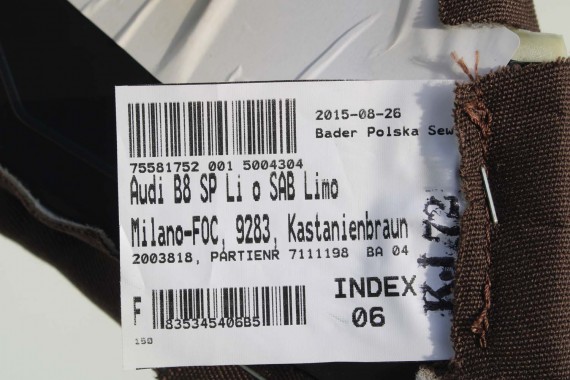 2015-08-26
Bader Polska Sew
75581752 001 5004304
Audi B8 SP Li o SAB Limo
Milano-FOC, 9283, Kastanienbraun
2003818, PARTIENR 7111198 BA 04
INDEX
06
F
835345406B5
150